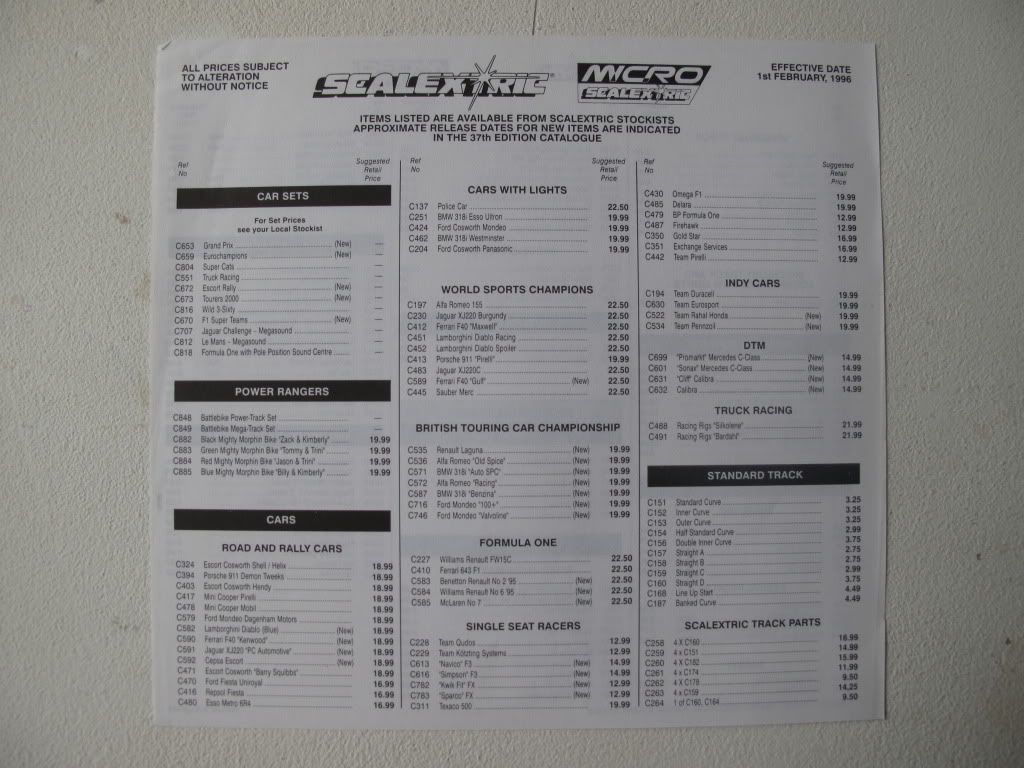 ALL PRICES SUBJECT
TO ALTERATION
WITHOUT NOTICE
SCALEXTRIC
MICRO
SCALEXTRIC
EFFECTIVE DATE
1st FEBRUARY, 1996
ITEMS LISTED ARE AVAILABLE FROM SCALEXTRIC STOCKISTS
APPROXIMATE RELEASE DATES FOR NEW ITEMS ARE INDICATED
IN THE 37th EDITION CATALOGUE
Ref No Suggested Retail Price
CAR SETS
For Set Prices
see your Local Stockist
C653 Grand Prix (New) —
C659 Eurochampions (New) —
C804 Super Cats —
C551 Truck Racing —
C672 Escort Rally (New) —
C673 Tourers 2000 (New) —
C816 Wild 3-Sixty —
C670 F1 Super Teams (New) —
C707 Jaguar Challenge – Megasound —
C812 Le Mans – Megasound —
C818 Formula One with Pole Position Sound Centre —
POWER RANGERS
C848 Battlebike Power-Track Set —
C849 Battlebike Mega-Track Set —
C882 Black Mighty Morphin Bike "Zack & Kimberly" 19.99
C883 Green Mighty Morphin Bike "Tommy & Trini" 19.99
C884 Red Mighty Morphin Bike "Jason & Trini" 19.99
C885 Blue Mighty Morphin Bike "Billy & Kimberly" 19.99
CARS
ROAD AND RALLY CARS
C324 Escort Cosworth Shell / Helix 18.99
C394 Porsche 911 Demon Tweeks 18.99
C403 Escort Cosworth Hendy 18.99
C417 Mini Cooper Pirelli 18.99
C478 Mini Cooper Mobil 18.99
C579 Ford Mondeo Dagenham Motors 18.99
C582 Lamborghini Diablo (Blue) (New) 18.99
C590 Ferrari F40 "Kenwood" (New) 18.99
C591 Jaguar XJ220 "PC Automotive" (New) 18.99
C592 Cepsa Escort (New) 18.99
C471 Escort Cosworth "Barry Squibbs" 18.99
C470 Ford Fiesta Uniroyal 16.99
C416 Repsol Fiesta 16.99
C480 Esso Metro 6R4 16.99
Ref No Suggested Retail Price
CARS WITH LIGHTS
C137 Police Car 22.50
C251 BMW 318i Esso Ultron 19.99
C424 Ford Cosworth Mondeo 19.99
C462 BMW 318i Westminster 19.99
C204 Ford Cosworth Panasonic 19.99
WORLD SPORTS CHAMPIONS
C197 Alfa Romeo 155 22.50
C230 Jaguar XJ220 Burgundy 22.50
C412 Ferrari F40 "Maxwell" 22.50
C451 Lamborghini Diablo Racing 22.50
C452 Lamborghini Diablo Spoiler 22.50
C413 Porsche 911 "Pirelli" 22.50
C483 Jaguar XJ220C 22.50
C589 Ferrari F40 "Gulf" (New) 22.50
C445 Sauber Merc 22.50
BRITISH TOURING CAR CHAMPIONSHIP
C535 Renault Laguna (New) 19.99
C536 Alfa Romeo "Old Spice" (New) 19.99
C571 BMW 318i "Auto SPC" (New) 19.99
C572 Alfa Romeo "Racing" (New) 19.99
C587 BMW 318i "Benzina" (New) 19.99
C716 Ford Mondeo "100+" (New) 19.99
C746 Ford Mondeo "Valvoline" (New) 19.99
FORMULA ONE
C227 Williams Renault FW15C 22.50
C410 Ferrari 643 F1 22.50
C583 Benetton Renault No 2 '95 (New) 22.50
C584 Williams Renault No 6 '95 (New) 22.50
C585 McLaren No 7 (New) 22.50
SINGLE SEAT RACERS
C228 Team Qudos 12.99
C229 Team Kötzting Systems 12.99
C613 "Navico" F3 (New) 14.99
C616 "Simpson" F3 (New) 14.99
C782 "Kwik Fit" FX (New) 12.99
C783 "Sparco" FX (New) 12.99
C311 Texaco 500 19.99
Ref No Suggested Retail Price
C430 Omega F1 19.99
C485 Delara 19.99
C479 BP Formula One 12.99
C487 Firehawk 12.99
C350 Gold Star 16.99
C351 Exchange Services 16.99
C442 Team Pirelli 12.99
INDY CARS
C194 Team Duracell 19.99
C630 Team Eurosport 19.99
C522 Team Rahal Honda (New) 19.99
C534 Team Pennzoil (New) 19.99
DTM
C699 "Promarkt" Mercedes C-Class (New) 14.99
C601 "Sonax" Mercedes C-Class (New) 14.99
C631 "Cliff" Calibra (New) 14.99
C632 Calibra (New) 14.99
TRUCK RACING
C488 Racing Rigs "Silkolene" 21.99
C491 Racing Rigs "Bardahl" 21.99
STANDARD TRACK
C151 Standard Curve 3.25
C152 Inner Curve 3.25
C153 Outer Curve 3.25
C154 Half Standard Curve 2.99
C156 Double Inner Curve 3.75
C157 Straight A 2.75
C158 Straight B 2.75
C159 Straight C 2.99
C160 Straight D 3.75
C168 Line Up Start 4.49
C187 Banked Curve 4.49
SCALEXTRIC TRACK PARTS
C258 4 X C160 16.99
C259 4 x C151 14.99
C260 4 X C182 15.99
C261 4 x C174 11.99
C262 4 X C178 9.50
C263 4 x C159 14.25
C264 1 of C160, C164 9.50